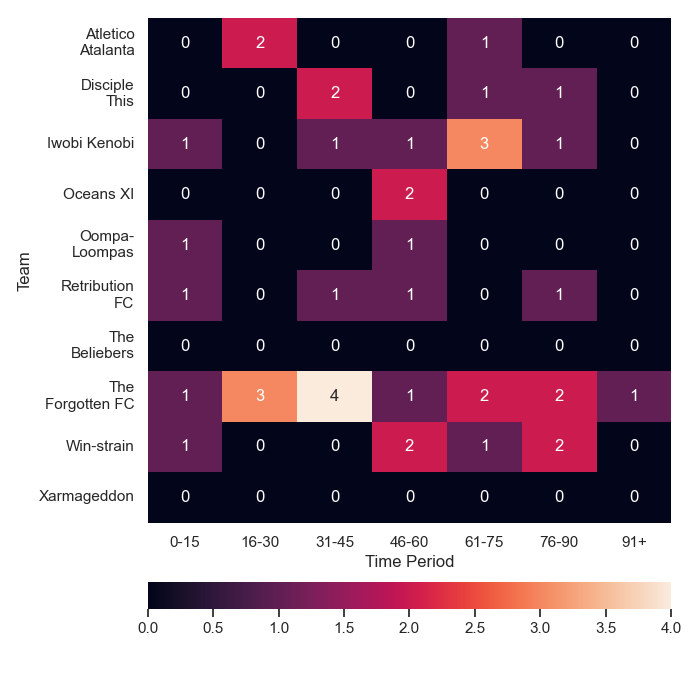 Atletico
Atalanta
0 2 0 0 1 0 0
Disciple
This
0 0 2 0 1 1 0
Iwobi Kenobi
1 0 1 1 3 1 0
Oceans XI
0 0 0 2 0 0 0
Oompa-
Loompas
1 0 0 1 0 0 0
Retribution
FC
1 0 1 1 0 1 0
The
Beliebers
0 0 0 0 0 0 0
The
Forgotten FC
1 3 4 1 2 2 1
Win-strain
1 0 0 2 1 2 0
Xarmageddon
0 0 0 0 0 0 0
Team
0-15 16-30 31-45 46-60 61-75 76-90 91+
Time Period
0.0 0.5 1.0 1.5 2.0 2.5 3.0 3.5 4.0